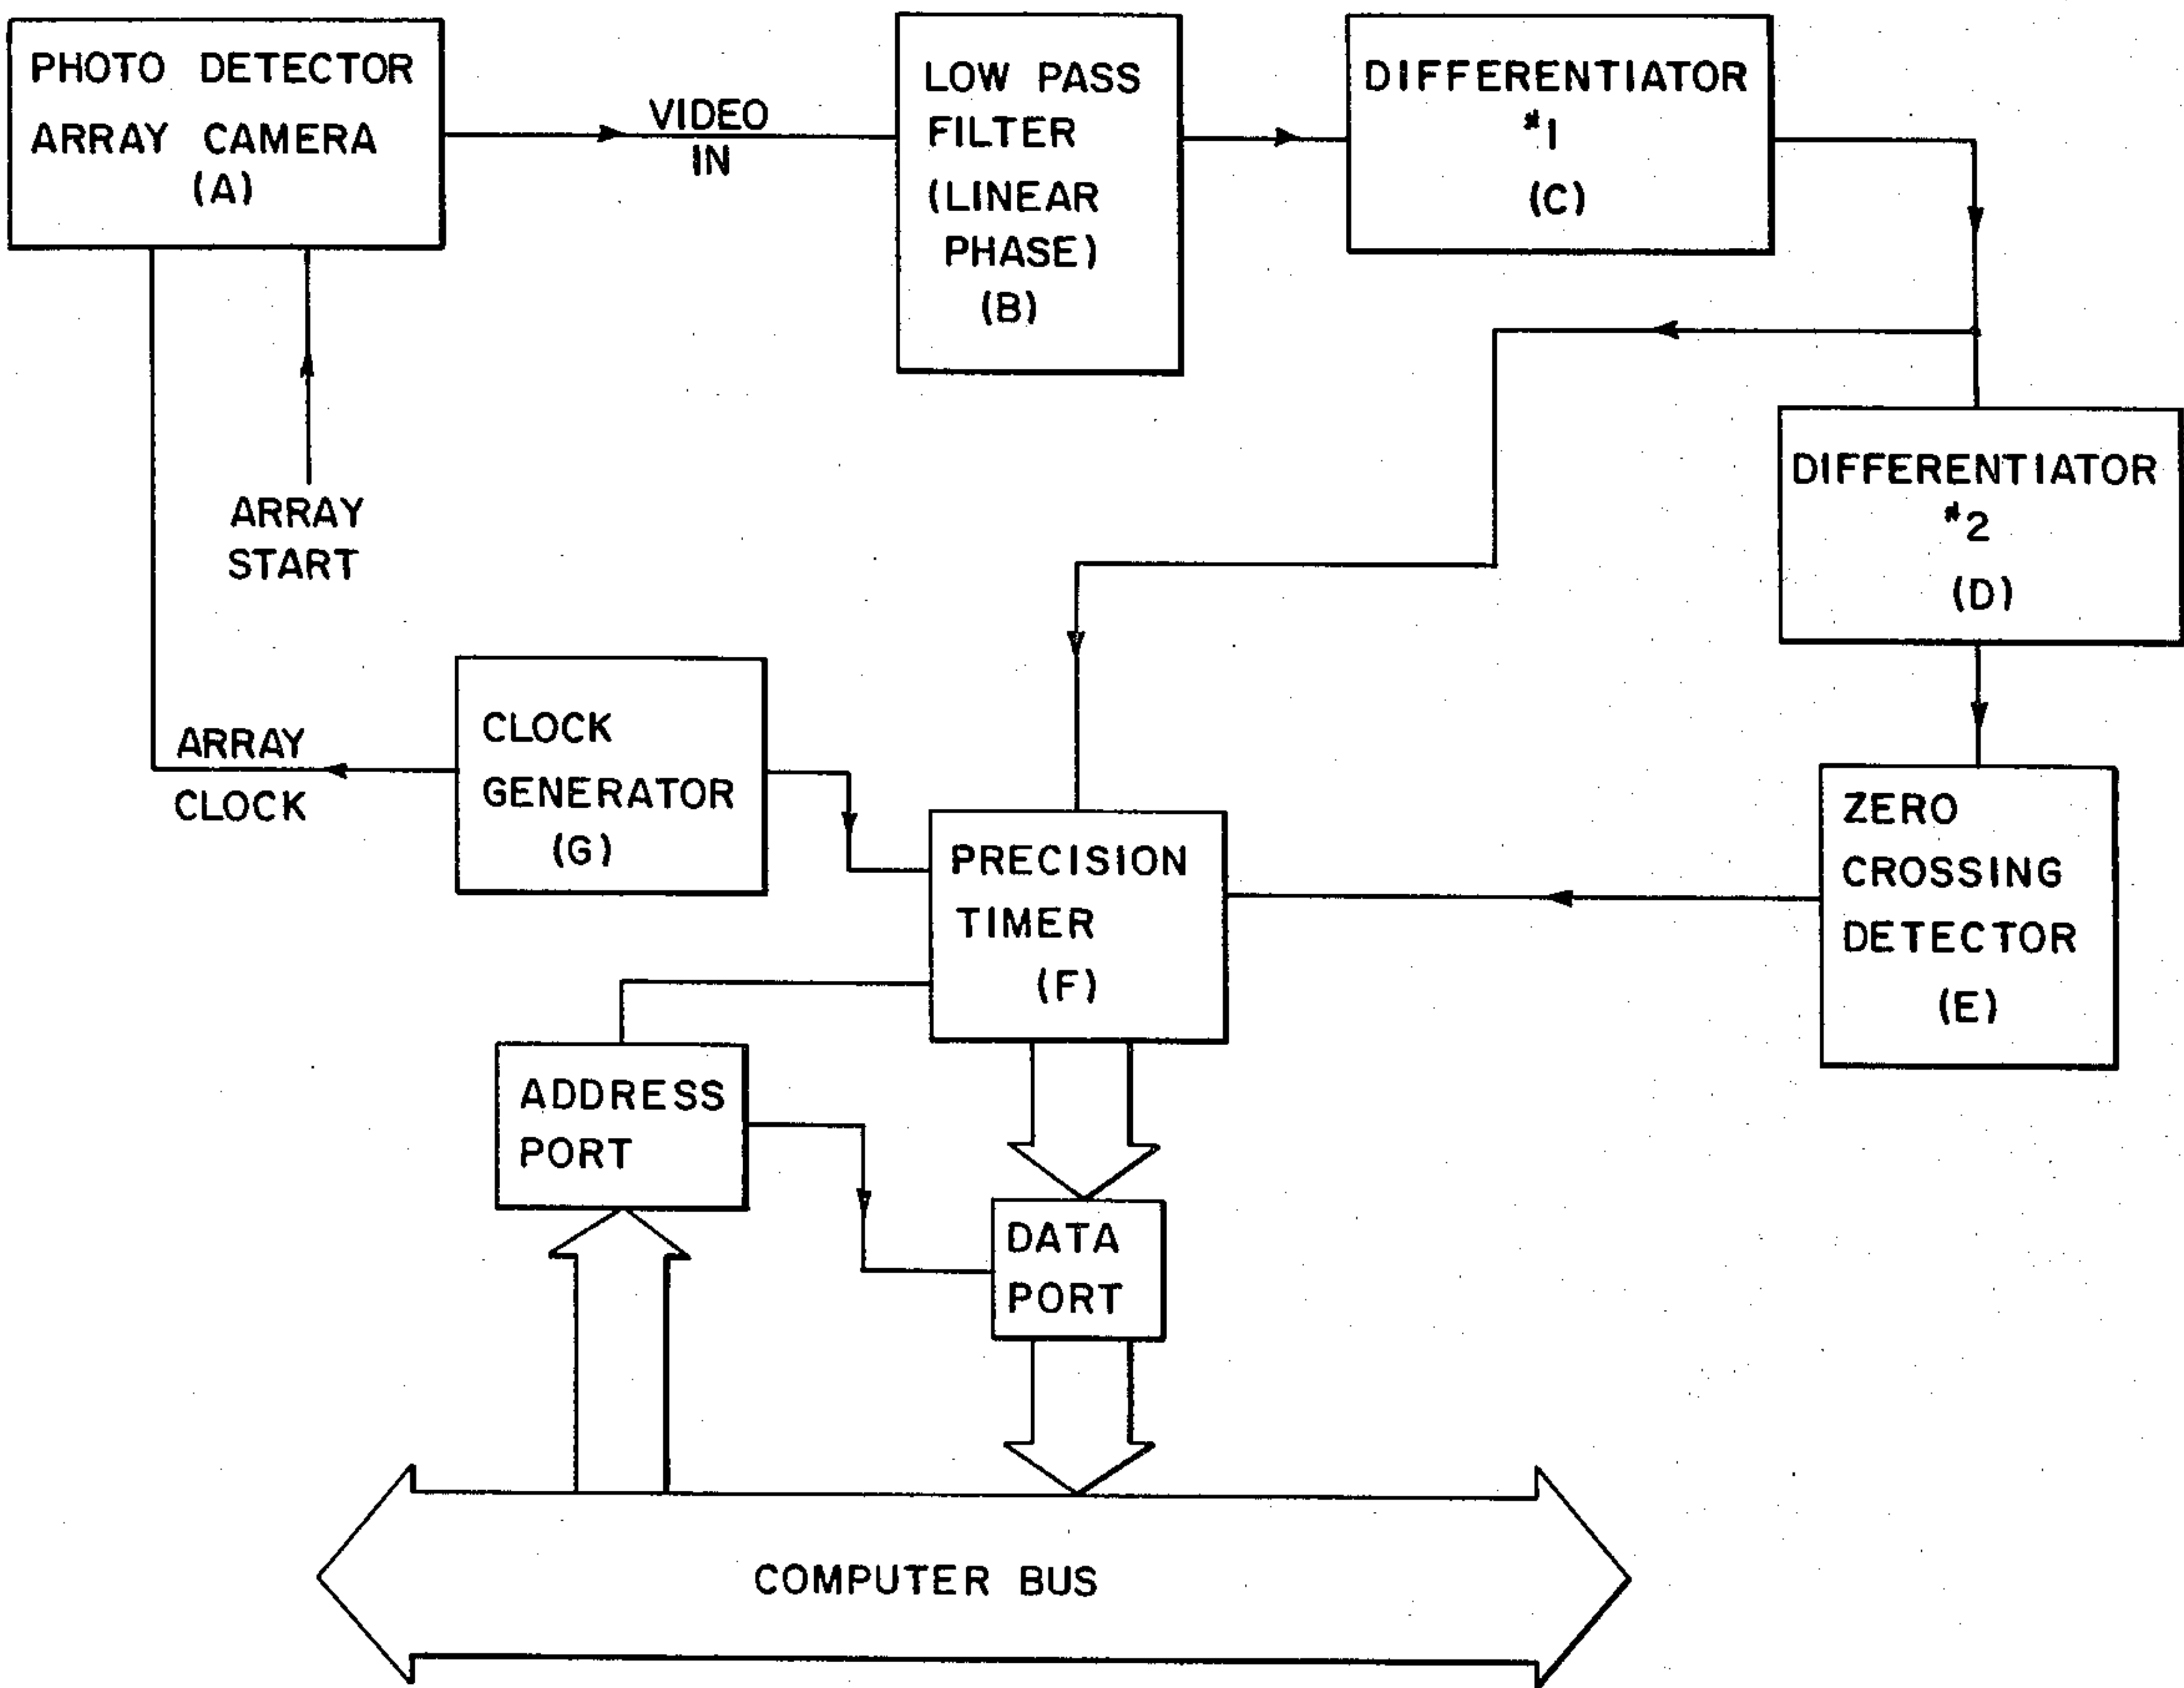 PHOTO DETECTOR
ARRAY CAMERA
(A)
VIDEO
IN
LOW PASS
FILTER
(LINEAR
PHASE)
(B)
DIFFERENTIATOR
#1
(C)
DIFFERENTIATOR
#2
(D)
ARRAY
START
ARRAY
CLOCK
CLOCK
GENERATOR
(G)
PRECISION
TIMER
(F)
ZERO
CROSSING
DETECTOR
(E)
ADDRESS
PORT
DATA
PORT
COMPUTER BUS